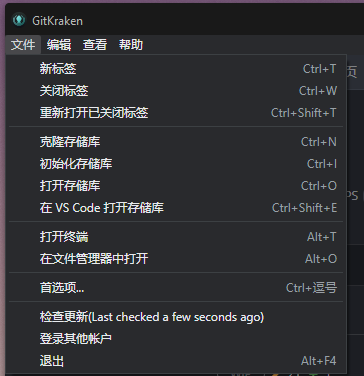 GitKraken
文件 编辑 查看 帮助
新标签 Ctrl+T
关闭标签 Ctrl+W
重新打开已关闭标签 Ctrl+Shift+T
页
克隆存储库 Ctrl+N
初始化存储库 Ctrl+I
打开存储库 Ctrl+O
在 VS Code 打开存储库 Ctrl+Shift+E
打开终端 Alt+T
在文件管理器中打开 Alt+O
首选项... Ctrl+逗号
检查更新(Last checked a few seconds ago)
登录其他帐户
退出 Alt+F4